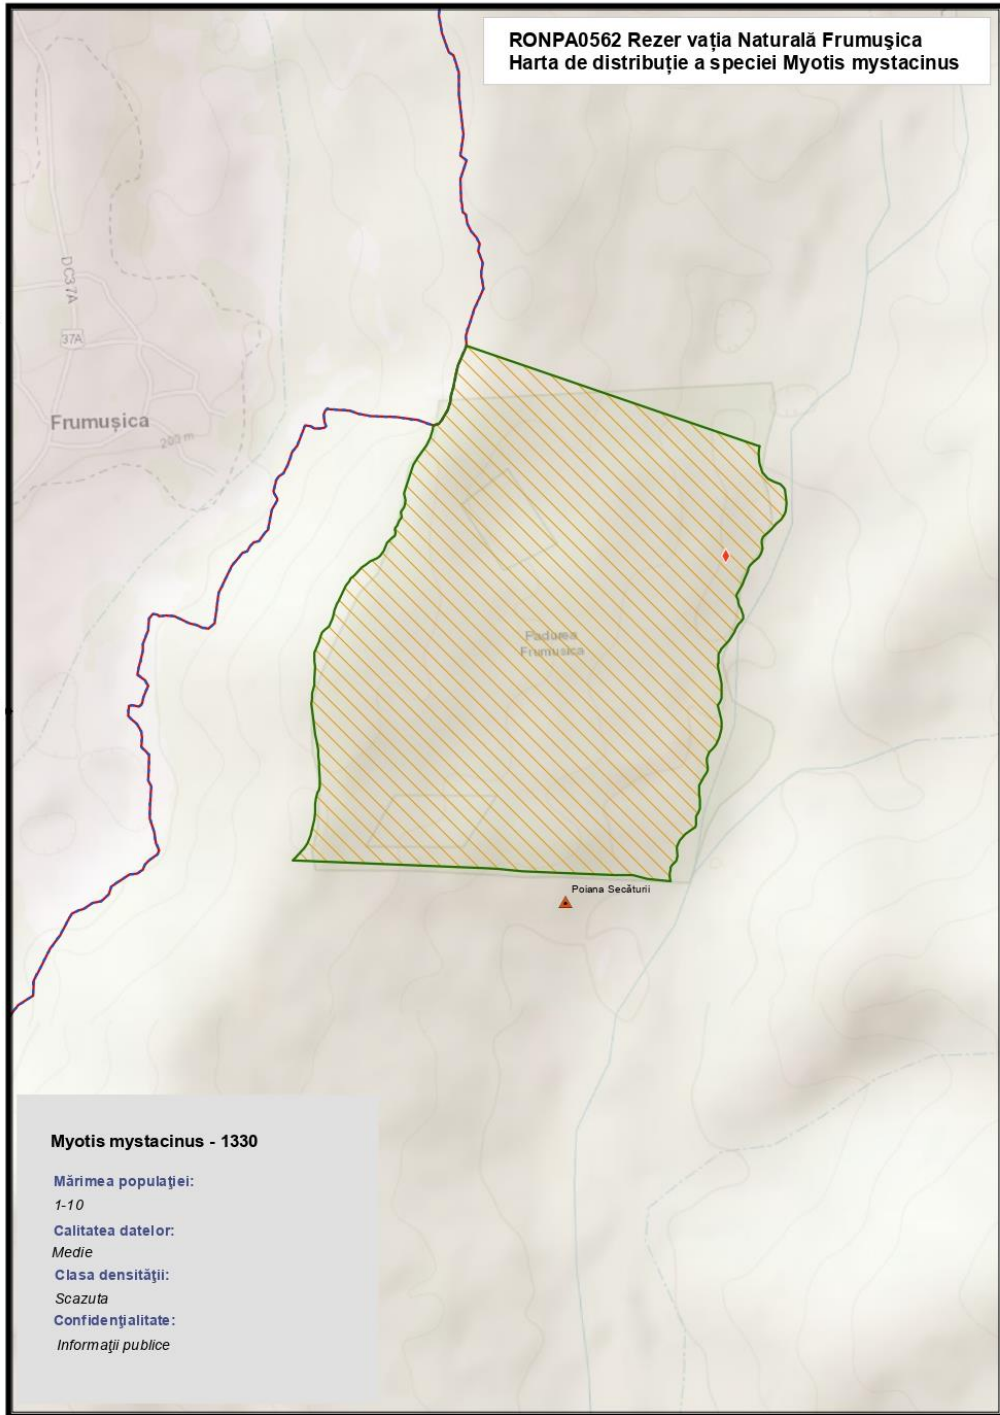 RONPA0562 Rezer vația Naturală Frumuşica
Harta de distribuție a speciei Myotis mystacinus
DC37A
37A
Frumușica
200 m
Padurea
Frumusica
Poiana Secăturii
Myotis mystacinus - 1330
Mărimea populaţiei:
1-10
Calitatea datelor:
Medie
Clasa densităţii:
Scazuta
Confidenţialitate:
Informaţii publice